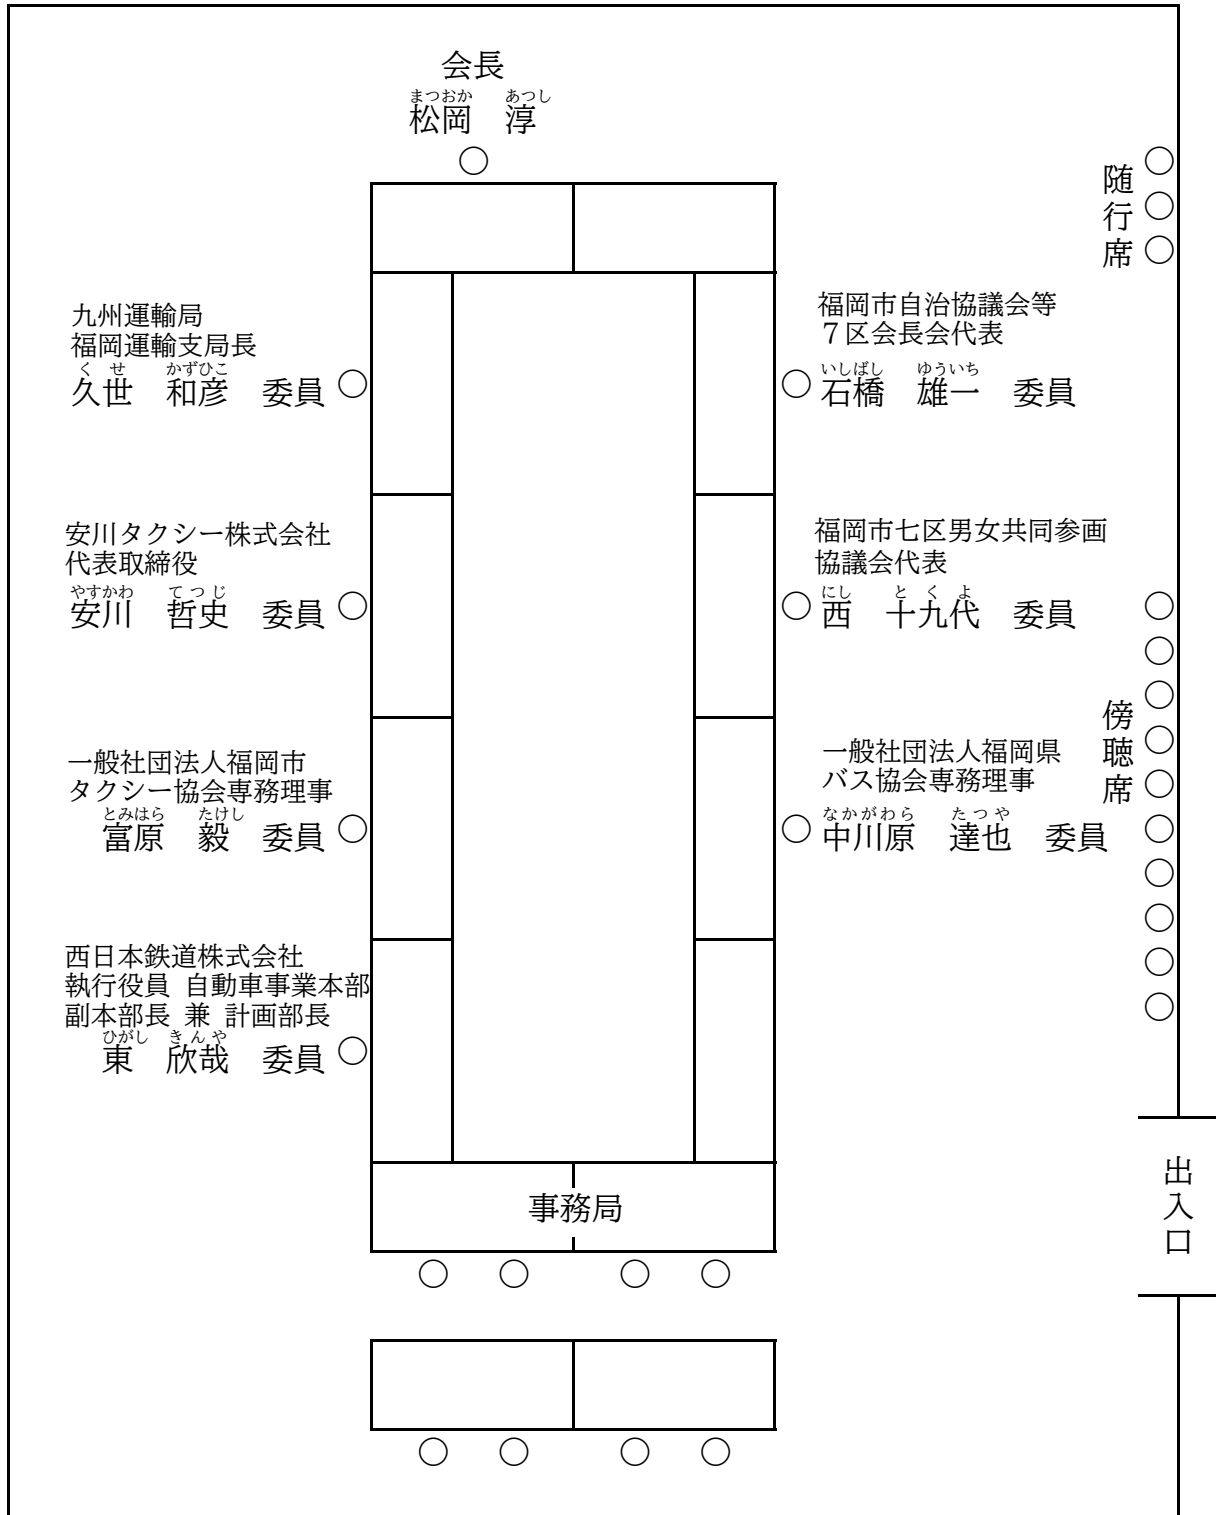 会長
まつおか　あつし
松岡　淳
随行席
九州運輸局
福岡運輸支局長
くせ　かずひこ
久世　和彦　委員
福岡市自治協議会等
７区会長会代表
いしばし　ゆういち
石橋　雄一　委員
安川タクシー株式会社
代表取締役
やすかわ　てつじ
安川　哲史　委員
福岡市七区男女共同参画
協議会代表
にし　とくよ
西　十九代　委員
一般社団法人福岡市
タクシー協会専務理事
とみはら　たけし
富原　毅　委員
一般社団法人福岡県
バス協会専務理事
なかがわら　たつや
中川原　達也　委員
傍聴席
西日本鉄道株式会社
執行役員 自動車事業本部
副本部長 兼 計画部長
ひがし　きんや
東　欣哉　委員
出入口
事務局